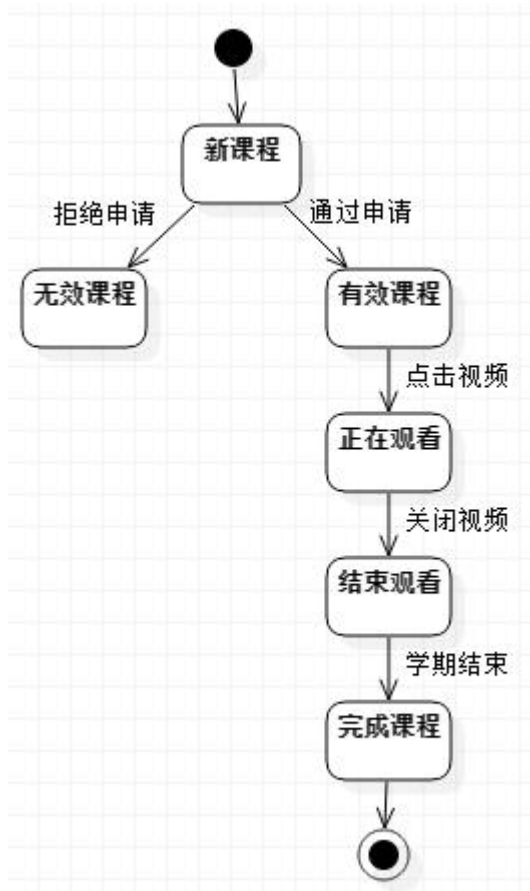 新课程
拒绝申请
通过申请
无效课程
有效课程
点击视频
正在观看
关闭视频
结束观看
学期结束
完成课程